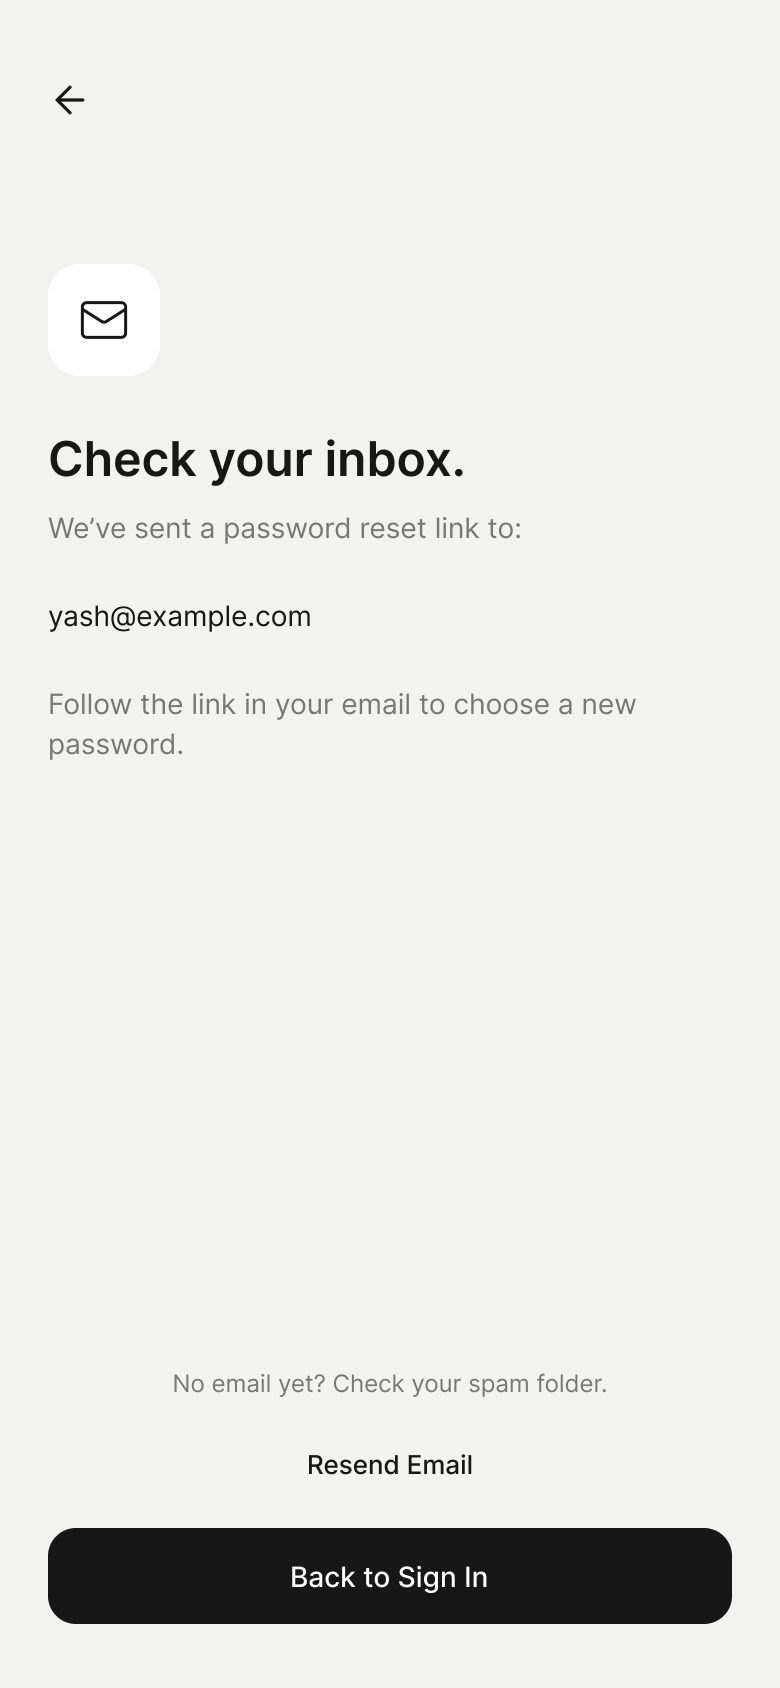 Check your inbox.
We’ve sent a password reset link to:
yash@example.com
Follow the link in your email to choose a new
password.
No email yet? Check your spam folder.
Resend Email
Back to Sign In